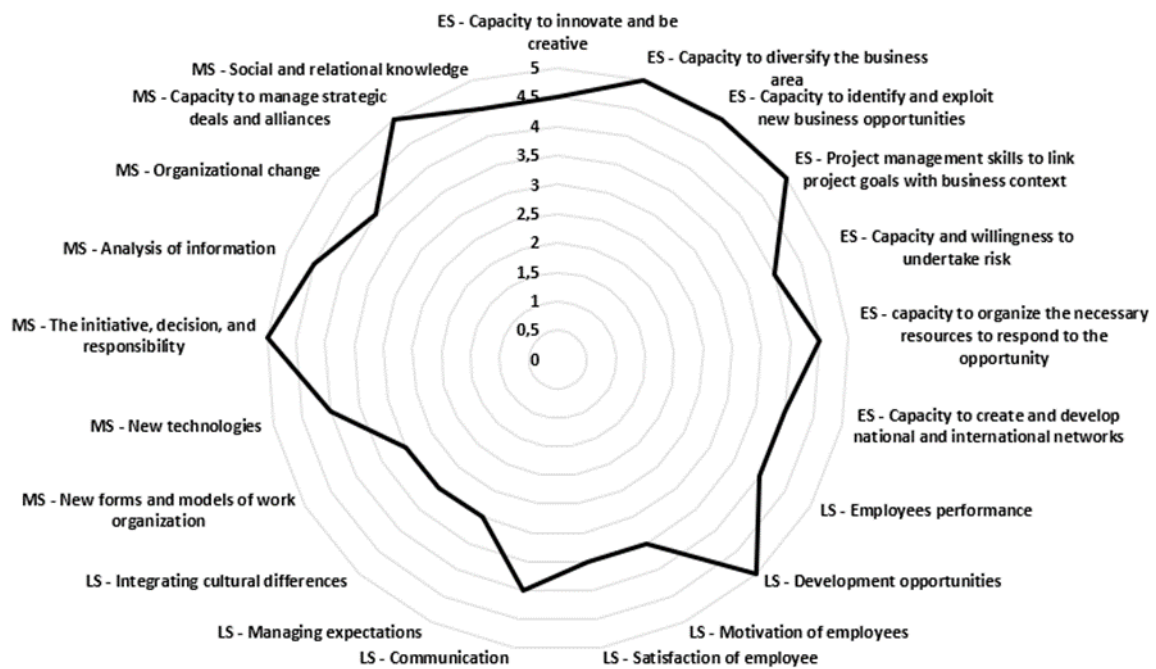 ES - Capacity to innovate and be
creative
ES - Capacity to diversify the business
area
ES - Capacity to identify and exploit
new business opportunities
ES - Project management skills to link
project goals with business context
ES - Capacity and willingness to
undertake risk
ES - capacity to organize the necessary
resources to respond to the
opportunity
ES - Capacity to create and develop
national and international networks
LS - Employees performance
LS - Development opportunities
LS - Motivation of employees
LS - Satisfaction of employee
LS - Communication
LS - Managing expectations
LS - Integrating cultural differences
MS - New forms and models of work
organization
MS - New technologies
MS - The initiative, decision, and
responsibility
MS - Analysis of information
MS - Organizational change
MS - Capacity to manage strategic
deals and alliances
MS - Social and relational knowledge
5
4,5
4
3,5
3
2,5
2
1,5
1
0,5
0